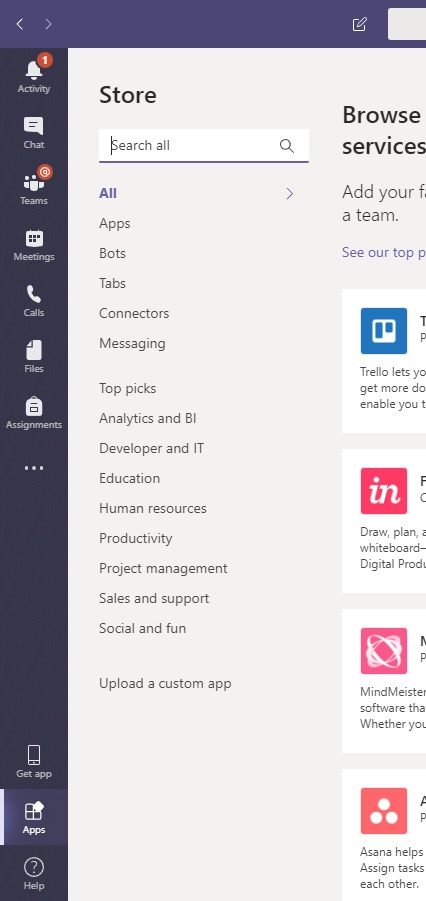 1
Activity
Chat
@
Teams
Meetings
Calls
Files
Assignments
Get app
Apps
Help
Store
Search all
All
Apps
Bots
Tabs
Connectors
Messaging
Top picks
Analytics and BI
Developer and IT
Education
Human resources
Productivity
Project management
Sales and support
Social and fun
Upload a custom app
Browse
services
Add your fa
a team.
See our top p
T
P
Trello lets yo
get more do
enable you t
in
F
Draw, plan, a
whiteboard—
Digital Produ
M
P
MindMeister
software tha
Whether you
A
P
Asana helps
Assign tasks
each other.